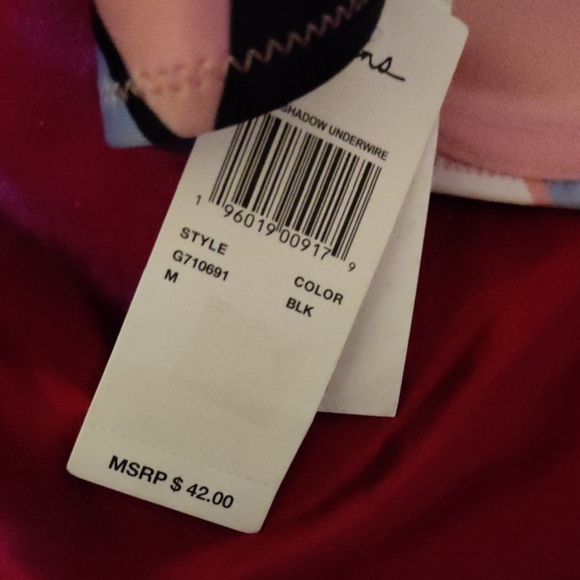 SHADOW UNDERWIRE
1 96019 00917 9
STYLE
G710691
M
COLOR
BLK
MSRP $ 42.00